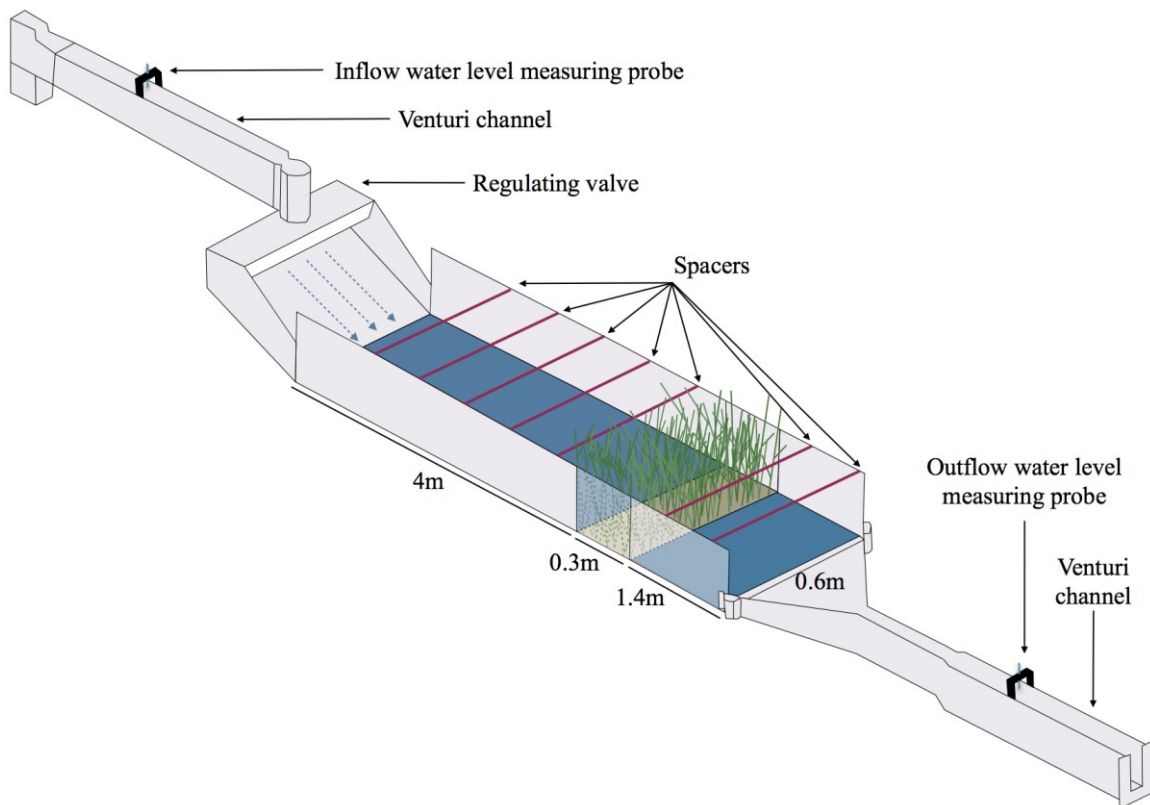 Inflow water level measuring probe
Venturi channel
Regulating valve
Spacers
4m
0.3m
1.4m
0.6m
Outflow water level
measuring probe
Venturi
channel